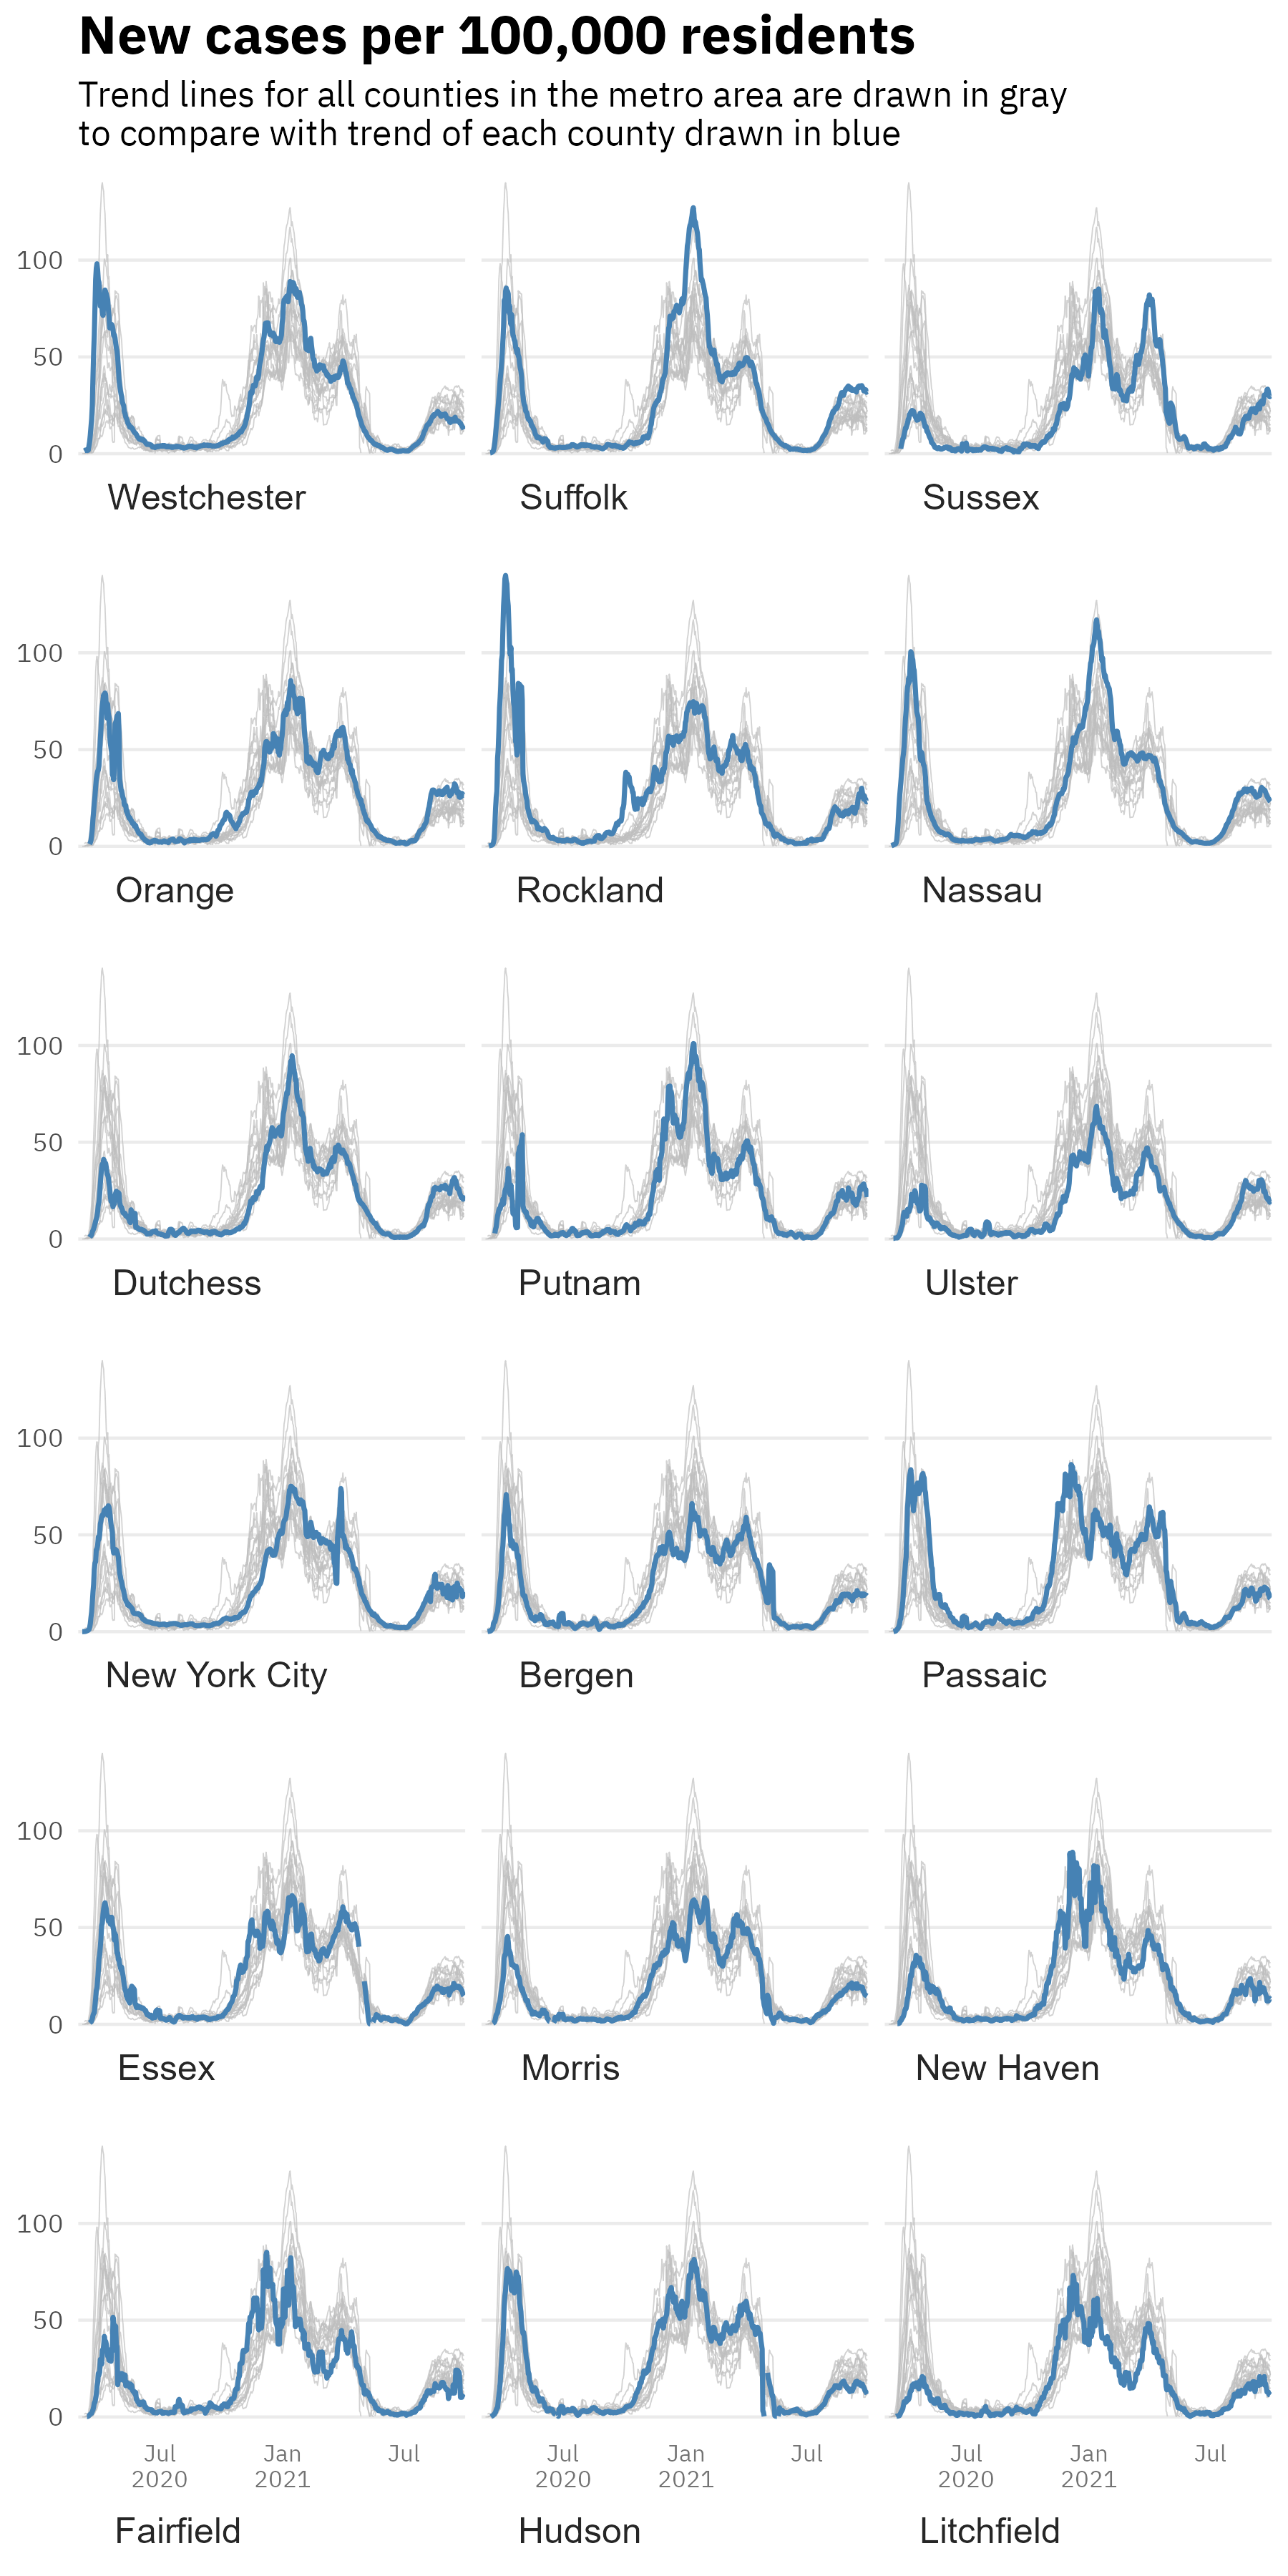 New cases per 100,000 residents
Trend lines for all counties in the metro area are drawn in gray
to compare with trend of each county drawn in blue
100
50
0
Westchester Suffolk Sussex
100
50
0
Orange Rockland Nassau
100
50
0
Dutchess Putnam Ulster
100
50
0
New York City Bergen Passaic
100
50
0
Essex Morris New Haven
100
50
0
Jul Jan Jul Jul Jan Jul Jul Jan Jul
2020 2021 2020 2021 2020 2021
Fairfield Hudson Litchfield